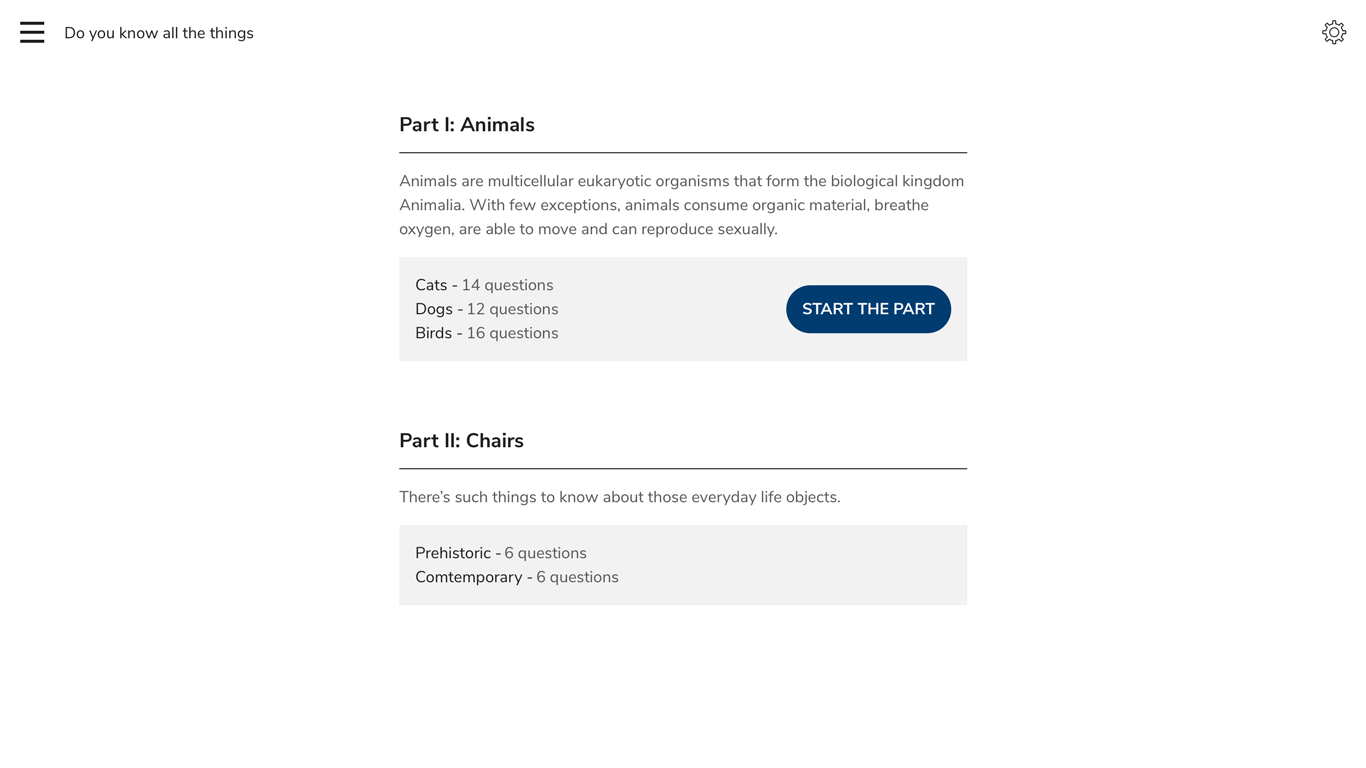 Do you know all the things
Part I: Animals
Animals are multicellular eukaryotic organisms that form the biological kingdom
Animalia. With few exceptions, animals consume organic material, breathe
oxygen, are able to move and can reproduce sexually.
Cats - 14 questions
Dogs - 12 questions
Birds - 16 questions
START THE PART
Part II: Chairs
There’s such things to know about those everyday life objects.
Prehistoric - 6 questions
Comtemporary - 6 questions